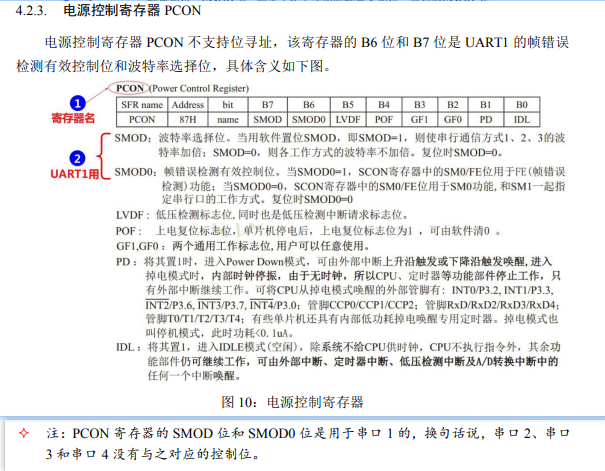 4.2.3. 电源控制寄存器 PCON
电源控制寄存器 PCON 不支持位寻址，该寄存器的 B6 位和 B7 位是 UART1 的帧错误
检测有效控制位和波特率选择位，具体含义如下图。
PCON (Power Control Register)
1
寄存器名
SFR name Address bit B7 B6 B5 B4 B3 B2 B1 B0
PCON 87H name SMOD SMOD0 LVDF POF GF1 GF0 PD IDL
2
UART1用
SMOD：波特率选择位。当用软件置位SMOD，即SMOD=1，则使串行通信方式1、2、3的波
特率加倍；SMOD=0，则各工作方式的波特率不加倍。复位时SMOD=0。
SMOD0：帧错误检测有效控制位。当SMOD0=1，SCON寄存器中的SM0/FE位用于FE(帧错误
检测)功能；当SMOD0=0，SCON寄存器中的SM0/FE位用于SM0功能,和SM1一起指
定串行口的工作方式。复位时SMOD0=0
LVDF：低压检测标志位,同时也是低压检测中断请求标志位。
POF：上电复位标志位，单片机停电后，上电复位标志位为1，可由软件清0 。
GF1,GF0：两个通用工作标志位,用户可以任意使用。
PD：将其置1时，进入Power Down模式，可由外部中断上升沿触发或下降沿触发唤醒,进入
掉电模式时，内部时钟停振，由于无时钟，所以CPU、定时器等功能部件停止工作，只
有外部中断继续工作。可将CPU从掉电模式唤醒的外部管脚有：INT0/P3.2, INT1/P3.3,
INT2/P3.6, INT3/P3.7, INT4/P3.0；管脚CCP0/CCP1/CCP2；管脚RxD/RxD2/RxD3/RxD4;
管脚T0/T1/T2/T3/T4；有些单片机还具有内部低功耗掉电唤醒专用定时器。掉电模式也
叫停机模式，此时功耗<0.1uA。
IDL：将其置1，进入IDLE模式(空闲)，除系统不给CPU供时钟，CPU不执行指令外，其余功
能部件仍可继续工作，可由外部中断、定时器中断、低压检测中断及A/D转换中断中的
任何一个中断唤醒。
图 10：电源控制寄存器
注：PCON 寄存器的 SMOD 位和 SMOD0 位是用于串口 1 的，换句话说，串口 2、串口
3 和串口 4 没有与之对应的控制位。